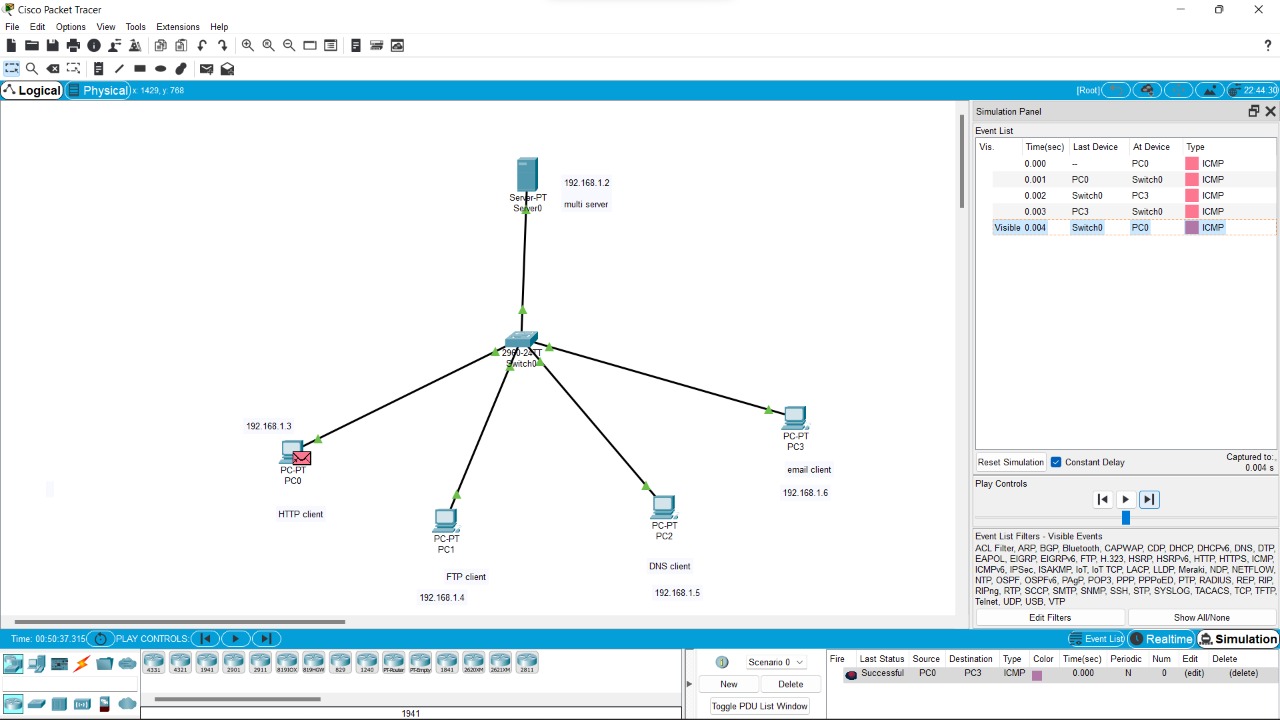 Cisco Packet Tracer
File Edit Options View Tools Extensions Help
Logical Physical x: 1429, y: 768 [Root] 22:44:30
Server-PT
Server0
192.168.1.2
multi server
2960-24TT
Switch0
192.168.1.3
PC-PT
PC0
HTTP client
PC-PT
PC1
FTP client
192.168.1.4
PC-PT
PC2
DNS client
192.168.1.5
PC-PT
PC3
email client
192.168.1.6
Simulation Panel
Event List
Vis. Time(sec) Last Device At Device Type
0.000 -- PC0 ICMP
0.001 PC0 Switch0 ICMP
0.002 Switch0 PC3 ICMP
0.003 PC3 Switch0 ICMP
Visible 0.004 Switch0 PC0 ICMP
Reset Simulation Constant Delay Captured to:
0.004 s
Play Controls
Event List Filters - Visible Events
ACL Filter, ARP, BGP, Bluetooth, CAPWAP, CDP, DHCP, DHCPv6, DNS, DTP,
EAPOL, EIGRP, EIGRPv6, FTP, H.323, HSRP, HSRPv6, HTTP, HTTPS, ICMP,
ICMPv6, IPSec, ISAKMP, IoT, IoT TCP, LACP, LLDP, Meraki, NDP, NETFLOW,
NTP, OSPF, OSPFv6, PAgP, POP3, PPP, PPPoED, PTP, RADIUS, REP, RIP,
RIPng, RTP, SCCP, SMTP, SNMP, SSH, STP, SYSLOG, TACACS, TCP, TFTP,
Telnet, UDP, USB, VTP
Edit Filters Show All/None
Time: 00:50:37.315 PLAY CONTROLS: Event List Realtime Simulation
4331 4321 1941 2901 2911 819IOX 819HGW 829 1240 PT-Router PT-Empty 1841 2620XM 2621XM 2811
1941
Scenario 0
New Delete
Toggle PDU List Window
Fire Last Status Source Destination Type Color Time(sec) Periodic Num Edit Delete
Successful PC0 PC3 ICMP 0.000 N 0 (edit) (delete)